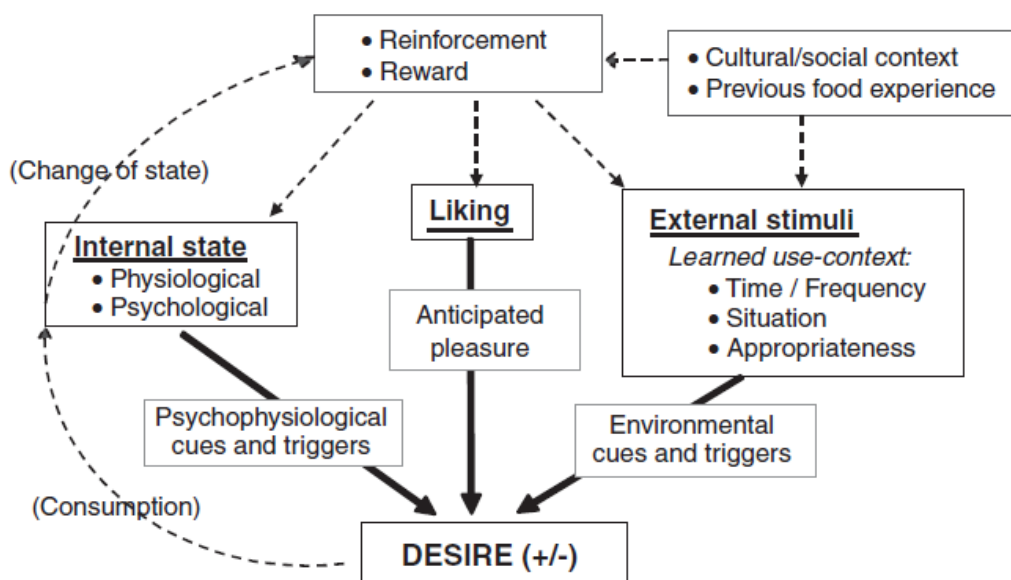 • Reinforcement
• Reward
• Cultural/social context
• Previous food experience
(Change of state)
Internal state
• Physiological
• Psychological
Liking
External stimuli
Learned use-context:
• Time / Frequency
• Situation
• Appropriateness
Anticipated
pleasure
Psychophysiological
cues and triggers
Environmental
cues and triggers
(Consumption)
DESIRE (+/-)